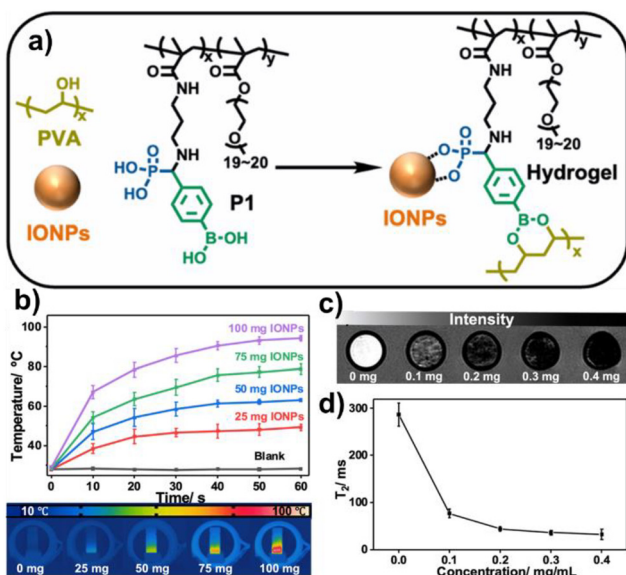 a)
OH
x
PVA
IONPs
x
y
O
O
NH
O
O
19~20
NH
HO
O
P
HO
P1
B-OH
HO
x
y
O
O
NH
O
O
19~20
NH
O
O
P
O
Hydrogel
IONPs
B
O
O
x
b)
100 mg IONPs
75 mg IONPs
50 mg IONPs
25 mg IONPs
Blank
100
80
60
40
0 10 20 30 40 50 60
Temperature/ °C
Time/ s
10 °C
100 °C
0 mg 25 mg 50 mg 75 mg 100 mg
c)
Intensity
0 mg 0.1 mg 0.2 mg 0.3 mg 0.4 mg
d)
300
200
100
0
T2/ ms
0.0 0.1 0.2 0.3 0.4
Concentration/ mg/mL